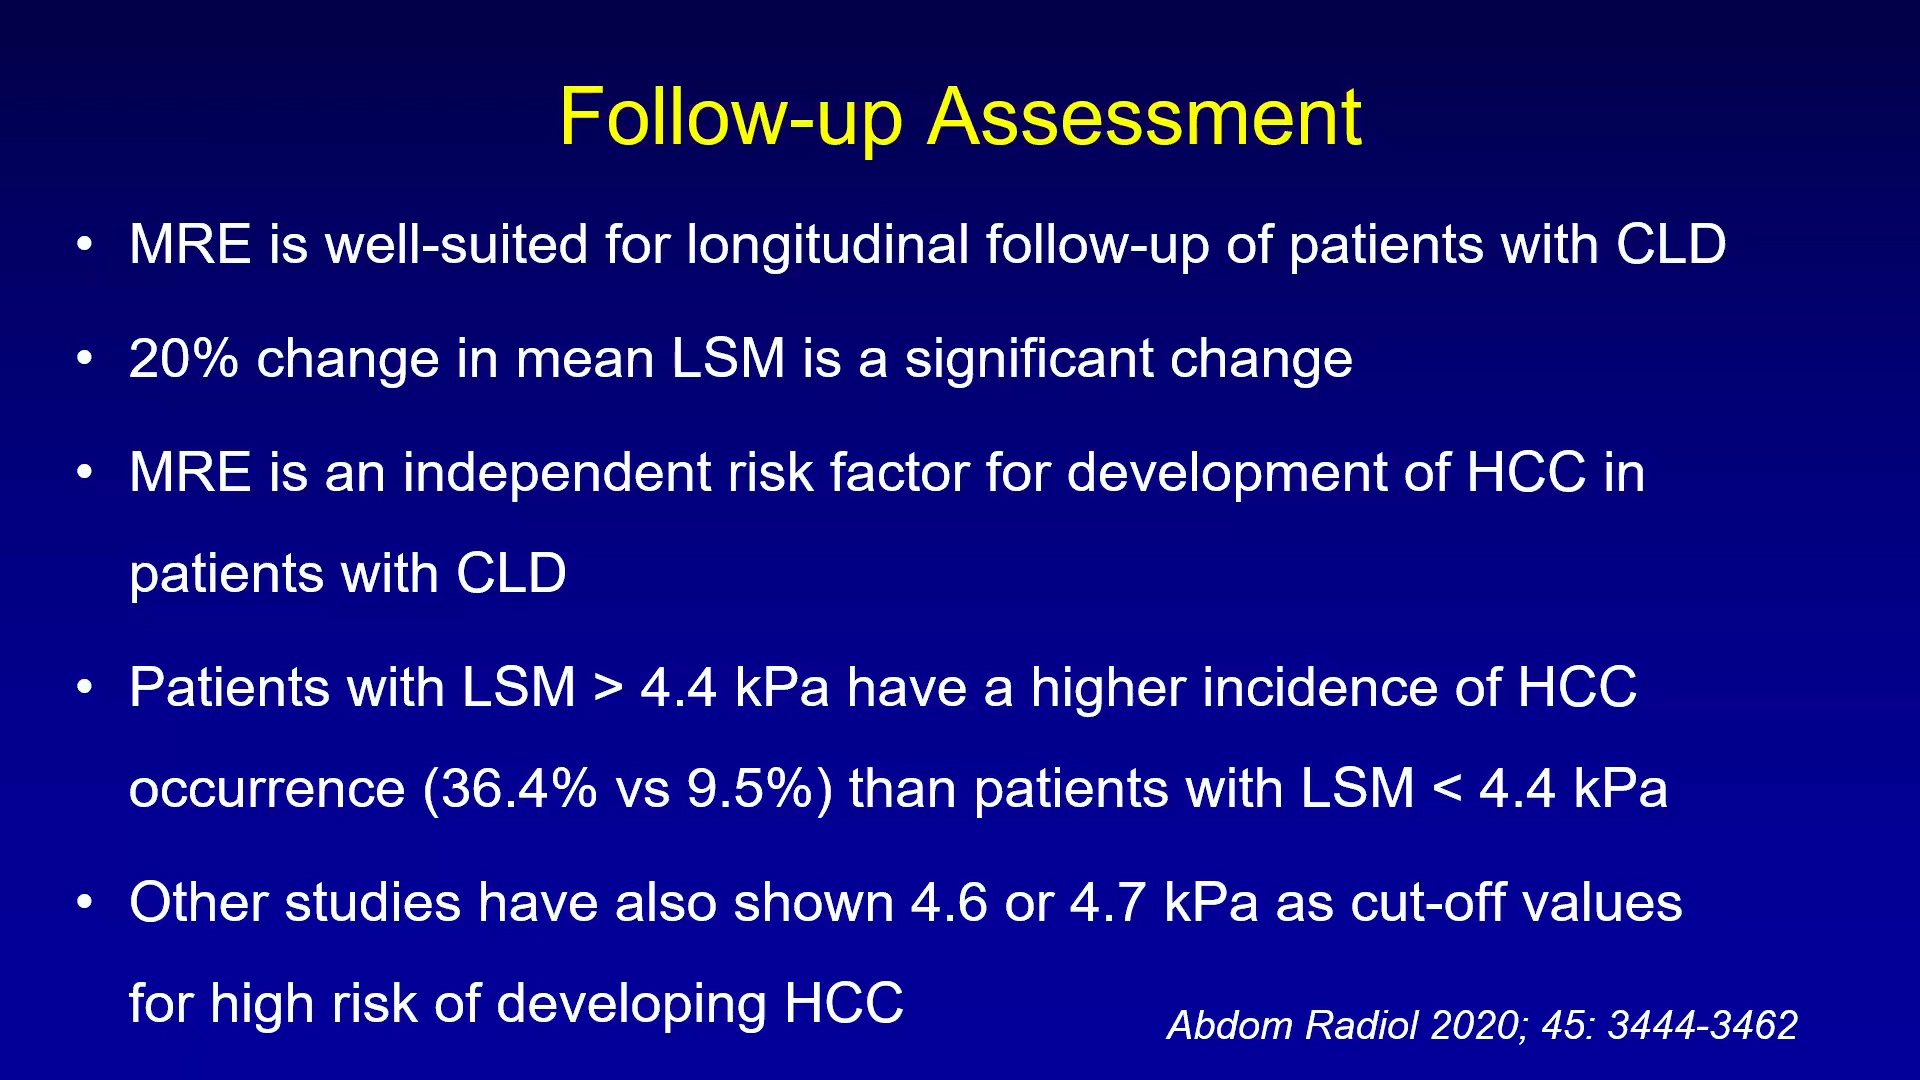 Follow-up Assessment
• MRE is well-suited for longitudinal follow-up of patients with CLD
• 20% change in mean LSM is a significant change
• MRE is an independent risk factor for development of HCC in
patients with CLD
• Patients with LSM > 4.4 kPa have a higher incidence of HCC
occurrence (36.4% vs 9.5%) than patients with LSM < 4.4 kPa
• Other studies have also shown 4.6 or 4.7 kPa as cut-off values
for high risk of developing HCC
Abdom Radiol 2020; 45: 3444-3462